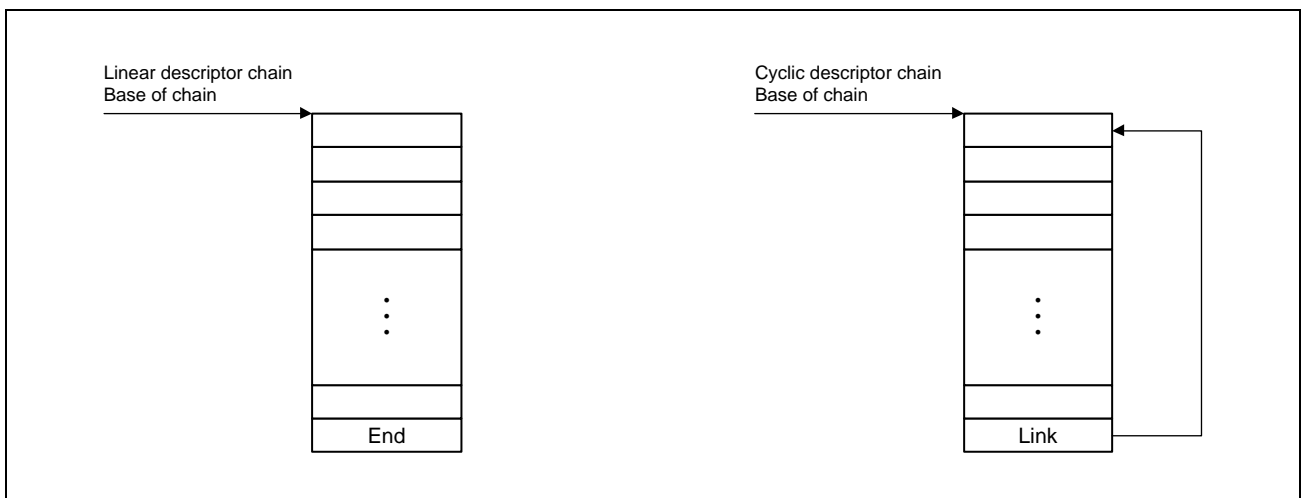 Linear descriptor chain
Base of chain
End
Cyclic descriptor chain
Base of chain
Link